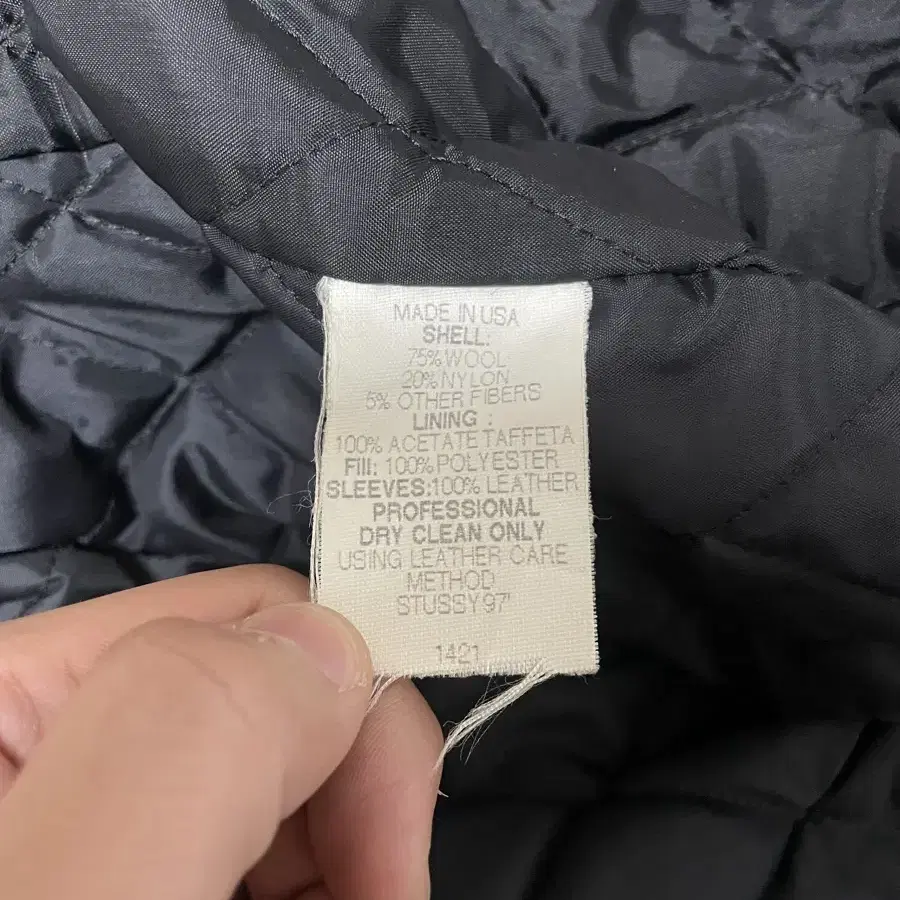 MADE IN USA
SHELL:
75% WOOL
20% NYLON
5% OTHER FIBERS
LINING :
100% ACETATE TAFFETA
Fill: 100% POLYESTER
SLEEVES:100% LEATHER
PROFESSIONAL
DRY CLEAN ONLY
USING LEATHER CARE
METHOD
STUSSY 97'
1421